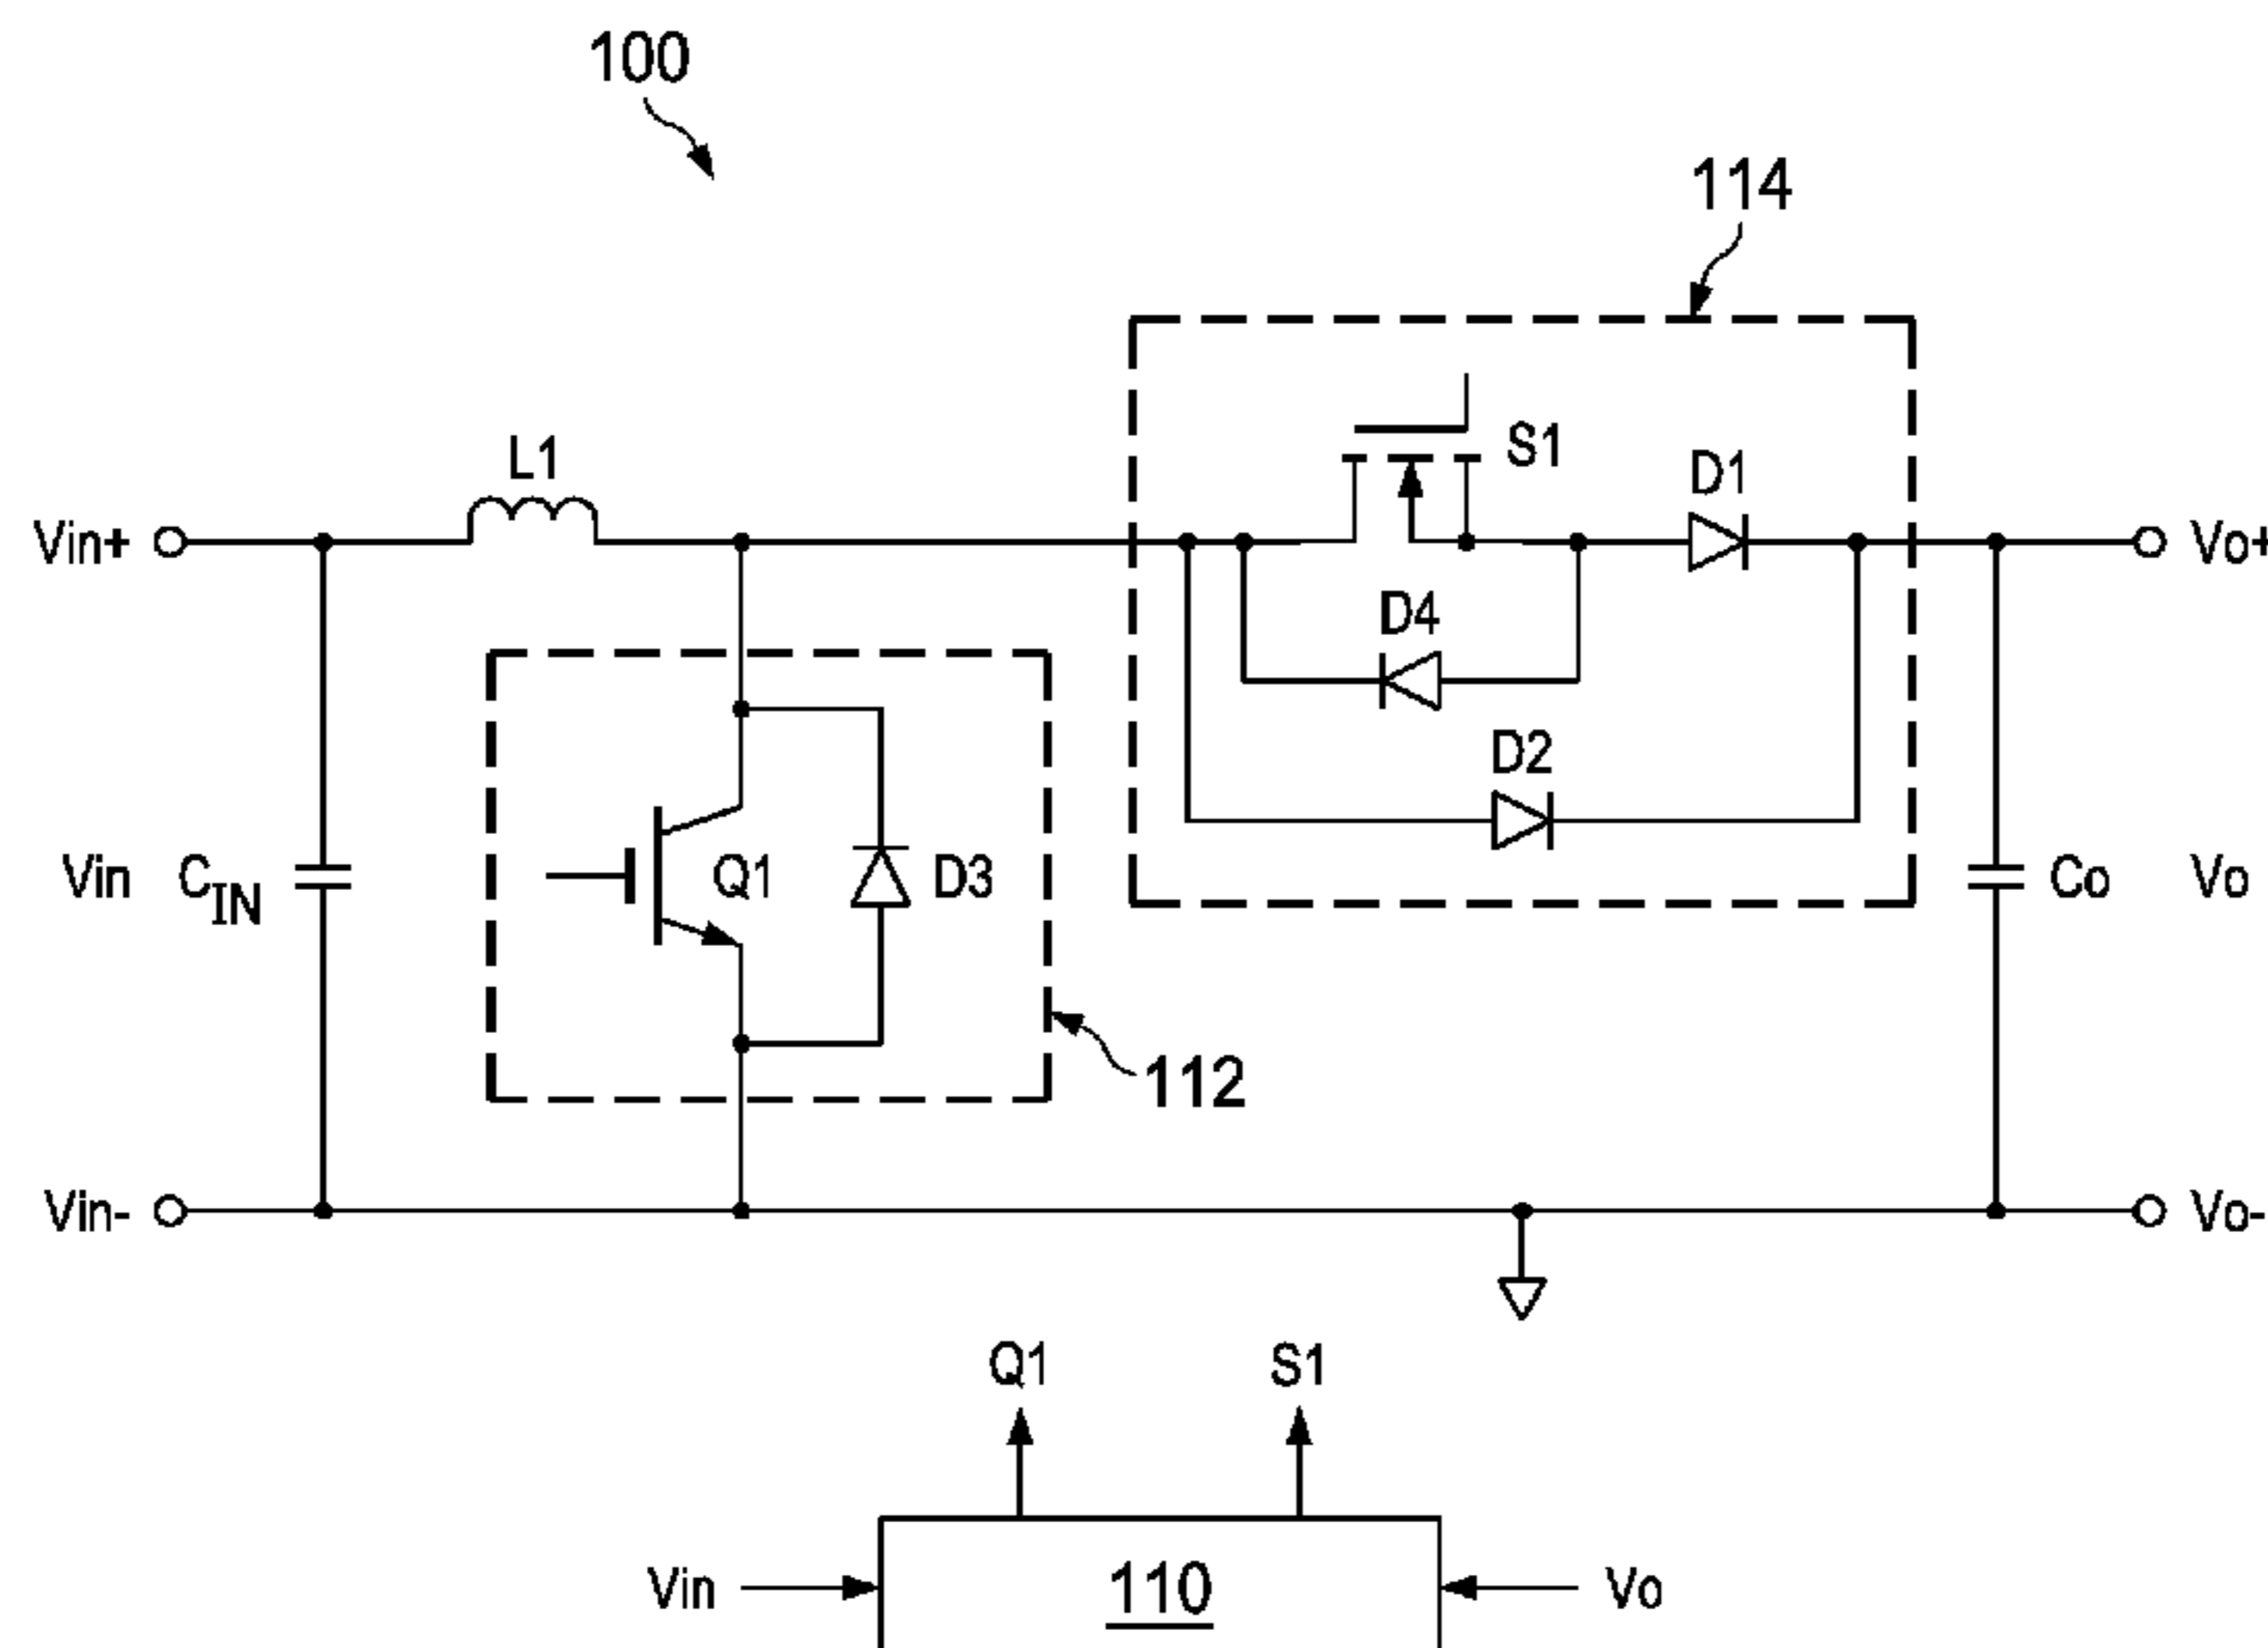 100
114
S1
D1
L1
Vin+
Vo+
D4
D2
Vin
CIN
Q1
D3
Co
Vo
112
Vin-
Vo-
Q1
S1
Vin
110
Vo